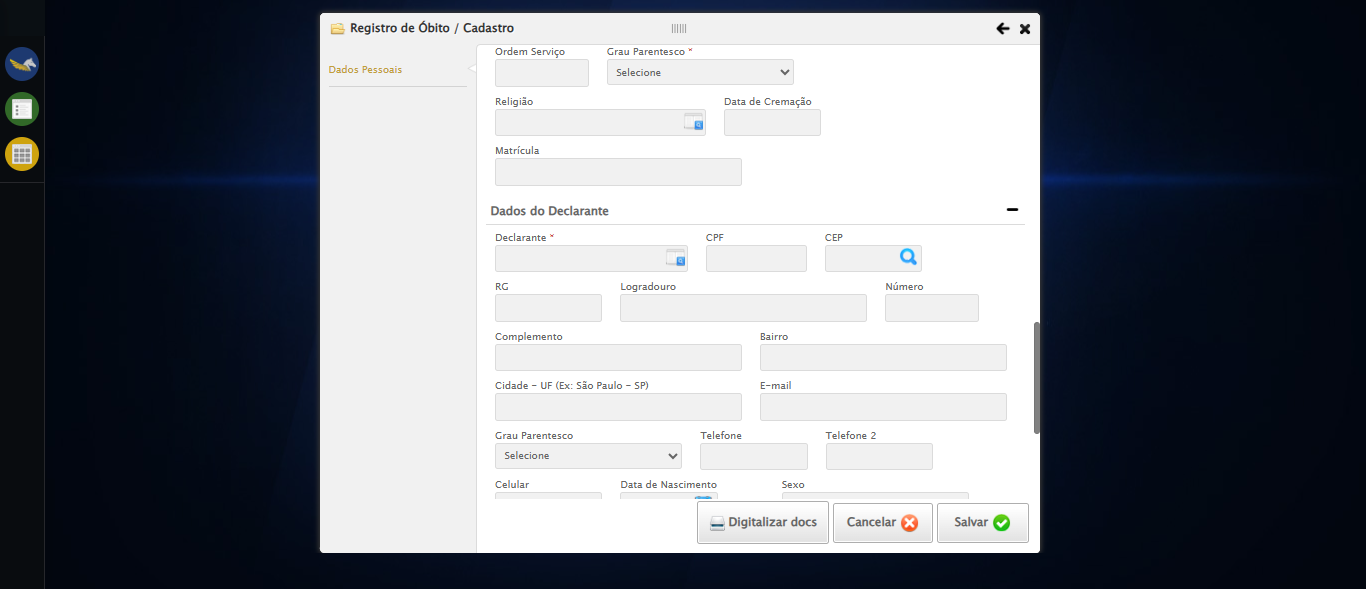 Registro de Óbito / Cadastro
Dados Pessoais
Ordem Serviço Grau Parentesco *
Selecione
Religião Data de Cremação
Matrícula
Dados do Declarante
Declarante * CPF CEP
RG Logradouro Número
Complemento Bairro
Cidade - UF (Ex: São Paulo - SP) E-mail
Grau Parentesco Telefone Telefone 2
Selecione
Celular Data de Nascimento Sexo
Digitalizar docs Cancelar Salvar